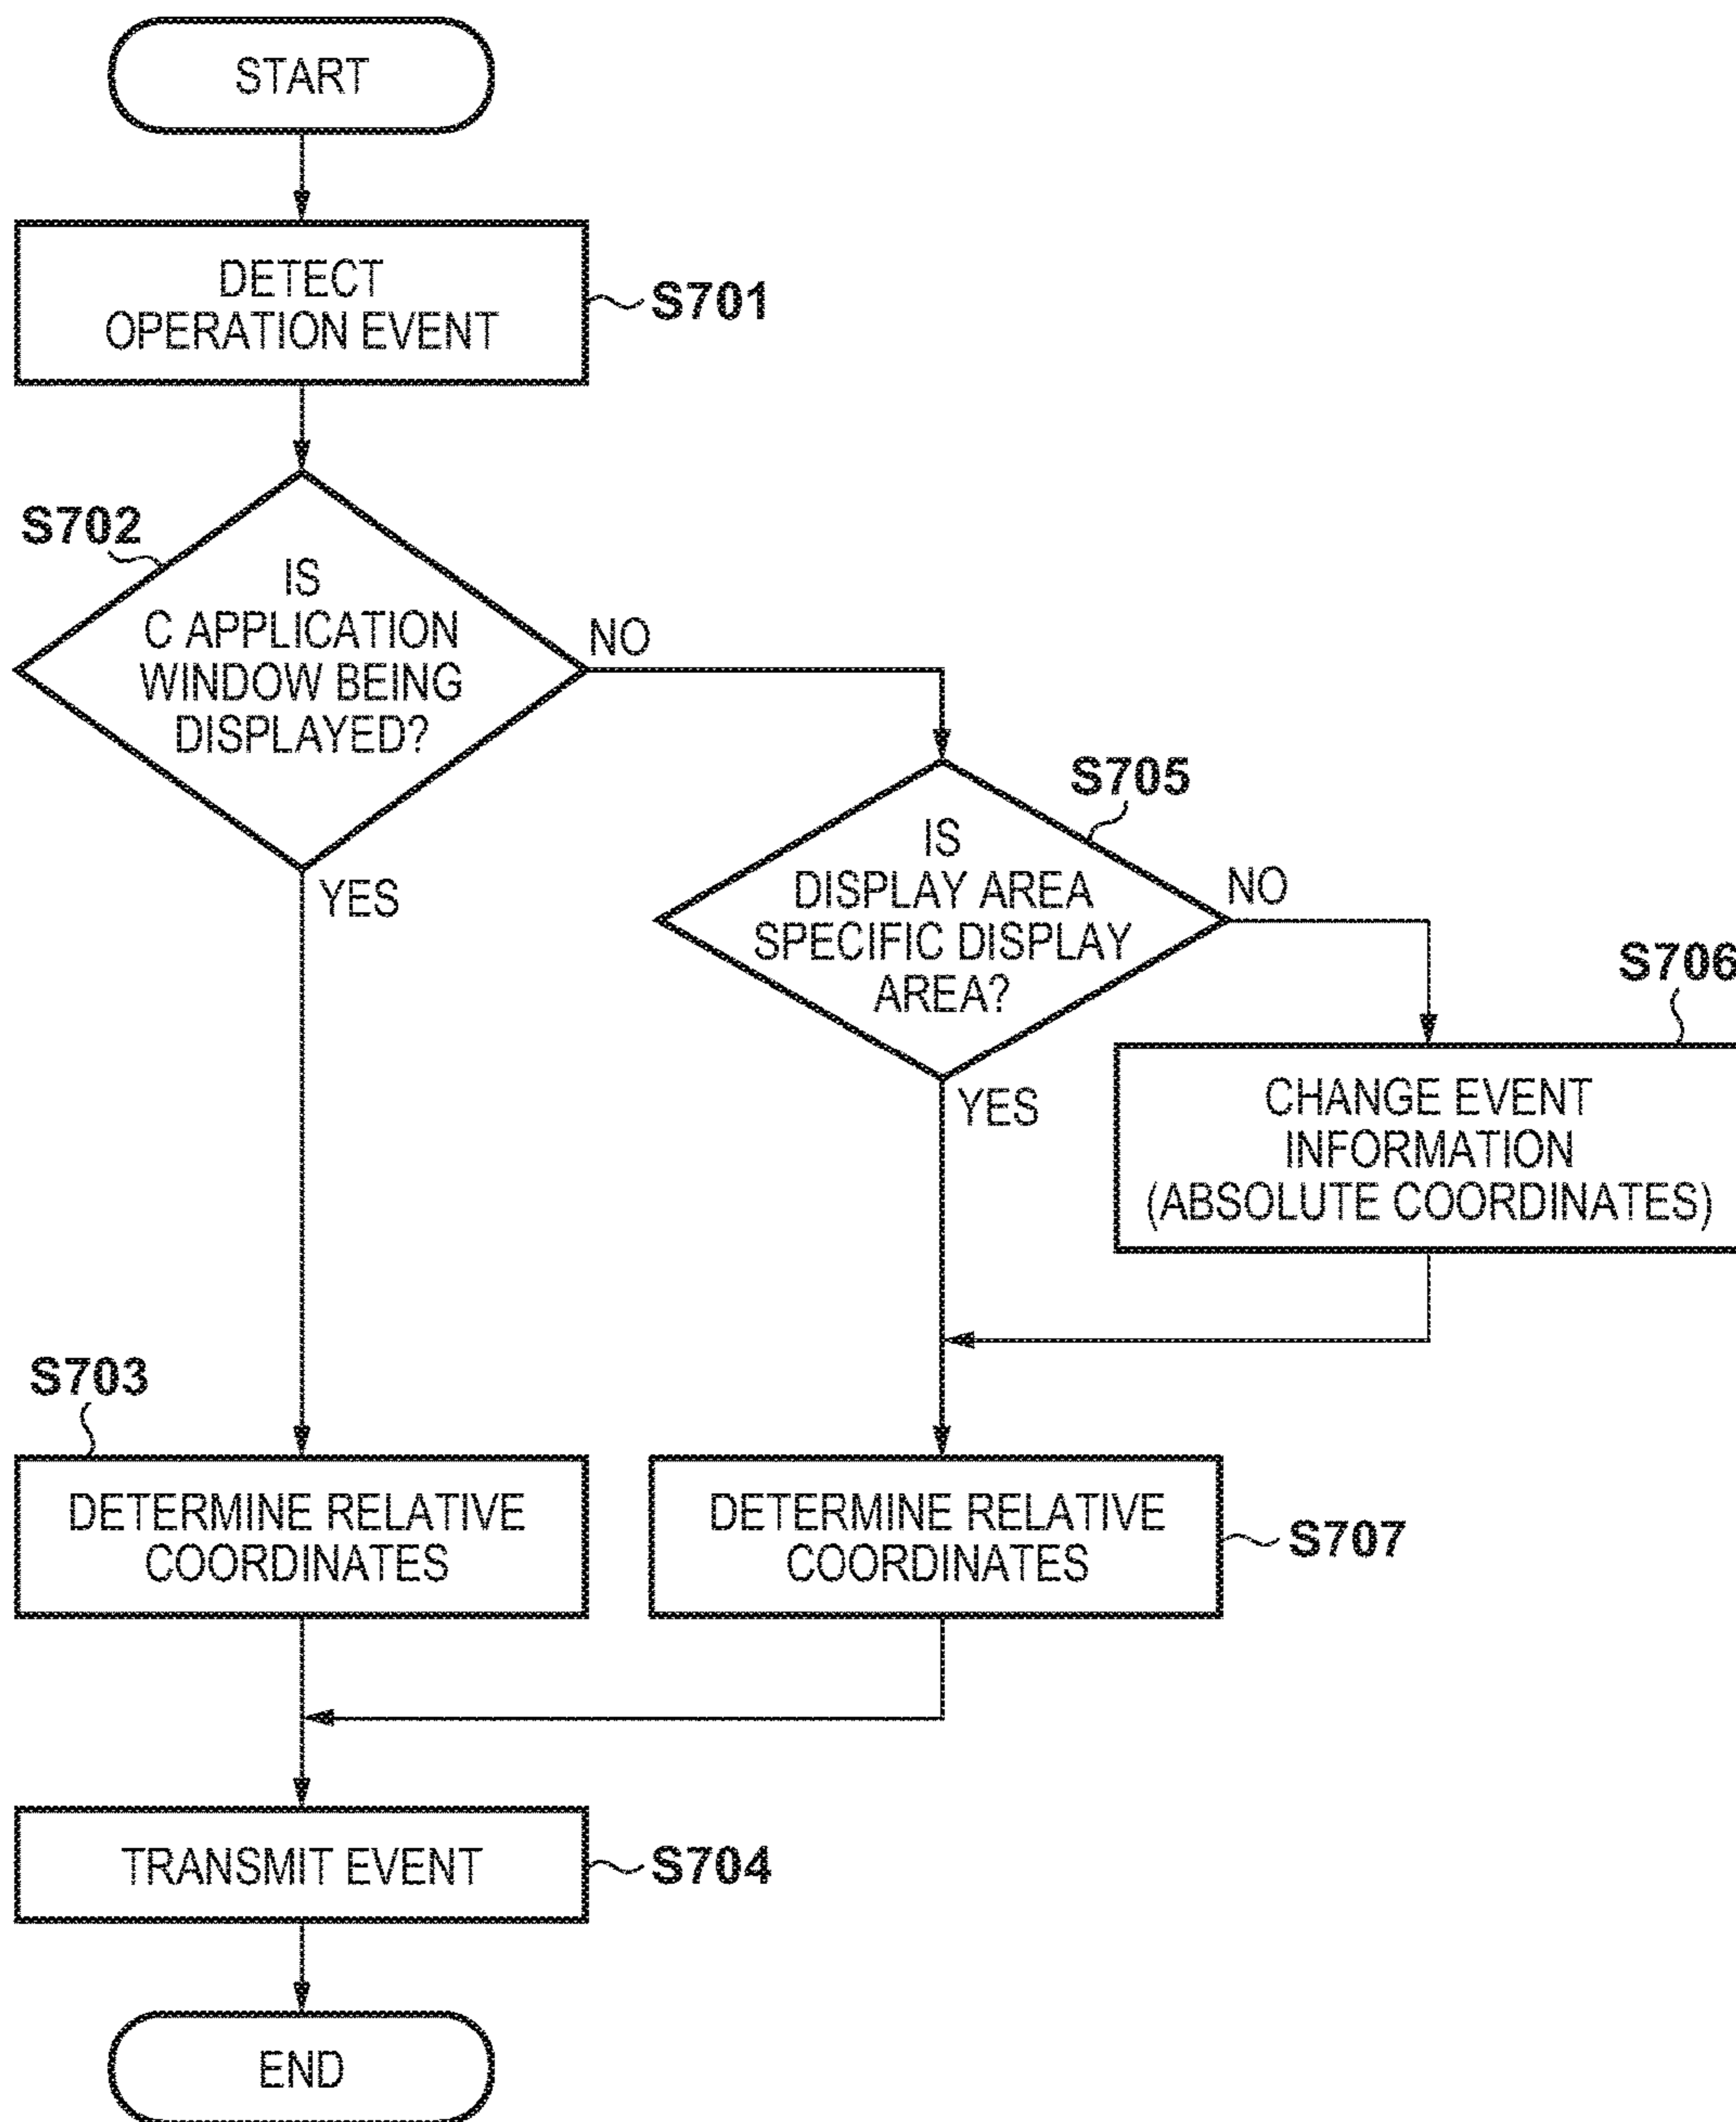 START
DETECT
OPERATION EVENT
S701
S702
IS
C APPLICATION
WINDOW BEING
DISPLAYED?
NO
YES
S705
IS
DISPLAY AREA
SPECIFIC DISPLAY
AREA?
NO
YES
S706
CHANGE EVENT
INFORMATION
(ABSOLUTE COORDINATES)
S703
DETERMINE RELATIVE
COORDINATES
DETERMINE RELATIVE
COORDINATES
S707
TRANSMIT EVENT
S704
END